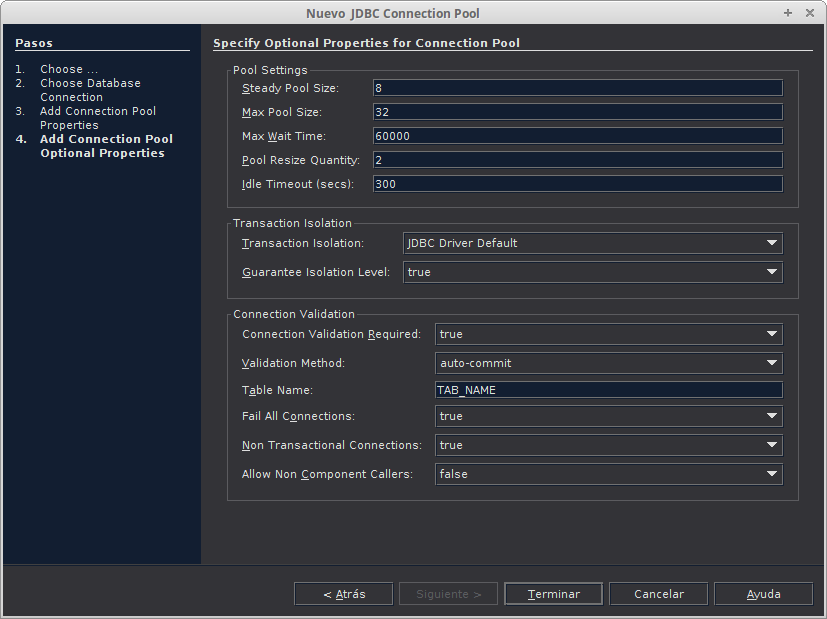 Nuevo JDBC Connection Pool
Pasos
1. Choose ...
2. Choose Database
Connection
3. Add Connection Pool
Properties
4. Add Connection Pool
Optional Properties
Specify Optional Properties for Connection Pool
Pool Settings
Steady Pool Size: 8
Max Pool Size: 32
Max Wait Time: 60000
Pool Resize Quantity: 2
Idle Timeout (secs): 300
Transaction Isolation
Transaction Isolation: JDBC Driver Default
Guarantee Isolation Level: true
Connection Validation
Connection Validation Required: true
Validation Method: auto-commit
Table Name: TAB_NAME
Fail All Connections: true
Non Transactional Connections: true
Allow Non Component Callers: false
< Atrás Siguiente > Terminar Cancelar Ayuda